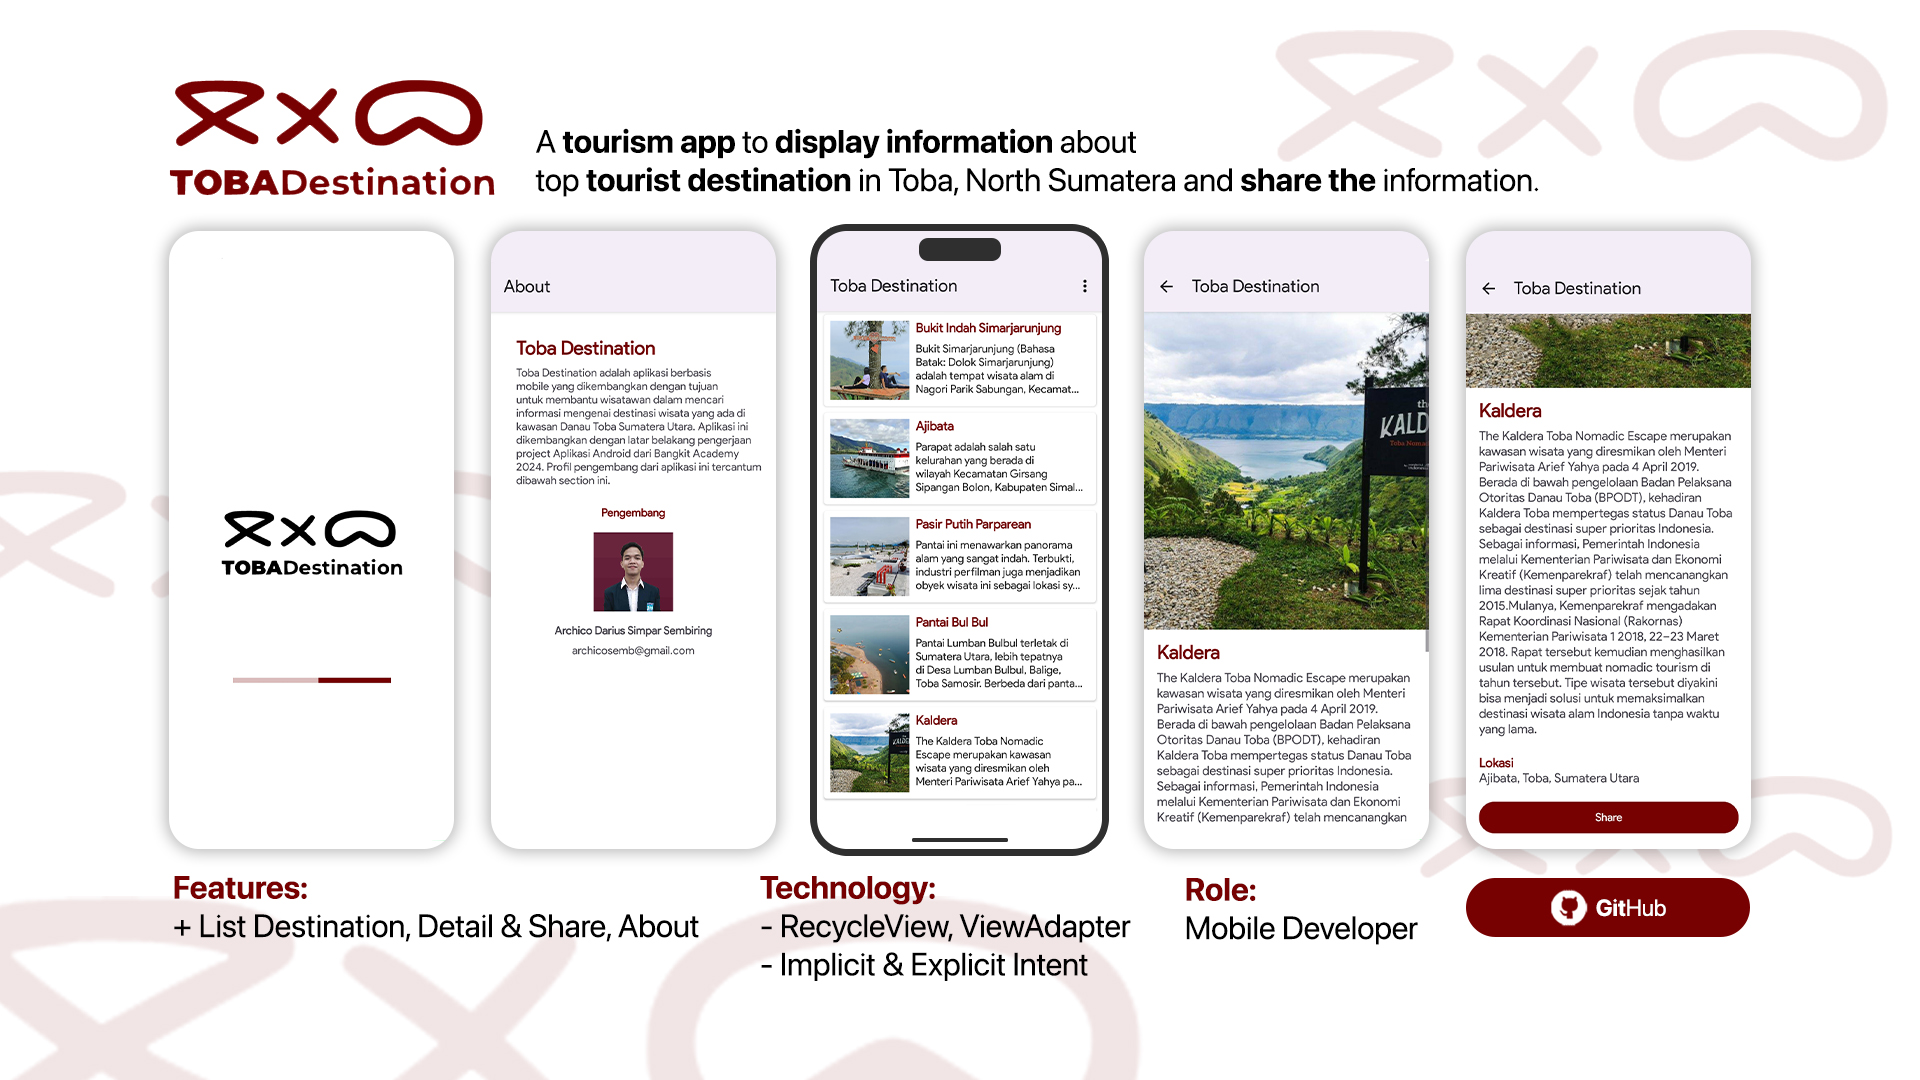 TOBADestination
A tourism app to display information about
top tourist destination in Toba, North Sumatera and share the information.
TOBADestination
About
Toba Destination
Toba Destination adalah aplikasi berbasis
mobile yang dikembangkan dengan tujuan
untuk membantu wisatawan dalam mencari
informasi mengenai destinasi wisata yang ada di
kawasan Danau Toba Sumatera Utara. Aplikasi ini
dikembangkan dengan latar belakang pengerjaan
project Aplikasi Android dari Bangkit Academy
2024. Profil pengembang dari aplikasi ini tercantum
dibawah section ini.
Pengembang
Archico Darius Simpar Sembiring
archicosemb@gmail.com
Toba Destination
Bukit Indah Simarjarunjung
Bukit Simarjarunjung (Bahasa
Batak: Dolok Simarjarunjung)
adalah tempat wisata alam di
Nagori Parik Sabungan, Kecamat...
Ajibata
Parapat adalah salah satu
kelurahan yang berada di
wilayah Kecamatan Girsang
Sipangan Bolon, Kabupaten Simal...
Pasir Putih Parparean
Pantai ini menawarkan panorama
alam yang sangat indah. Terbukti,
industri perfilman juga menjadikan
obyek wisata ini sebagai lokasi sy...
Pantai Bul Bul
Pantai Lumban Bulbul terletak di
Sumatera Utara, lebih tepatnya
di Desa Lumban Bulbul, Balige,
Toba Samosir. Berbeda dari panta...
Kaldera
The Kaldera Toba Nomadic
Escape merupakan kawasan
wisata yang diresmikan oleh
Menteri Pariwisata Arief Yahya pa...
Toba Destination
the
KALD
Toba Noma
Kaldera
The Kaldera Toba Nomadic Escape merupakan
kawasan wisata yang diresmikan oleh Menteri
Pariwisata Arief Yahya pada 4 April 2019.
Berada di bawah pengelolaan Badan Pelaksana
Otoritas Danau Toba (BPODT), kehadiran
Kaldera Toba mempertegas status Danau Toba
sebagai destinasi super prioritas Indonesia.
Sebagai informasi, Pemerintah Indonesia
melalui Kementerian Pariwisata dan Ekonomi
Kreatif (Kemenparekraf) telah mencanangkan
Toba Destination
Kaldera
The Kaldera Toba Nomadic Escape merupakan
kawasan wisata yang diresmikan oleh Menteri
Pariwisata Arief Yahya pada 4 April 2019.
Berada di bawah pengelolaan Badan Pelaksana
Otoritas Danau Toba (BPODT), kehadiran
Kaldera Toba mempertegas status Danau Toba
sebagai destinasi super prioritas Indonesia.
Sebagai informasi, Pemerintah Indonesia
melalui Kementerian Pariwisata dan Ekonomi
Kreatif (Kemenparekraf) telah mencanangkan
lima destinasi super prioritas sejak tahun
2015.Mulanya, Kemenparekraf mengadakan
Rapat Koordinasi Nasional (Rakornas)
Kementerian Pariwisata 1 2018, 22–23 Maret
2018. Rapat tersebut kemudian menghasilkan
usulan untuk membuat nomadic tourism di
tahun tersebut. Tipe wisata tersebut diyakini
bisa menjadi solusi untuk memaksimalkan
destinasi wisata alam Indonesia tanpa waktu
yang lama.
Lokasi
Ajibata, Toba, Sumatera Utara
Share
Features:
+ List Destination, Detail & Share, About
Technology:
- RecycleView, ViewAdapter
- Implicit & Explicit Intent
Role:
Mobile Developer
GitHub